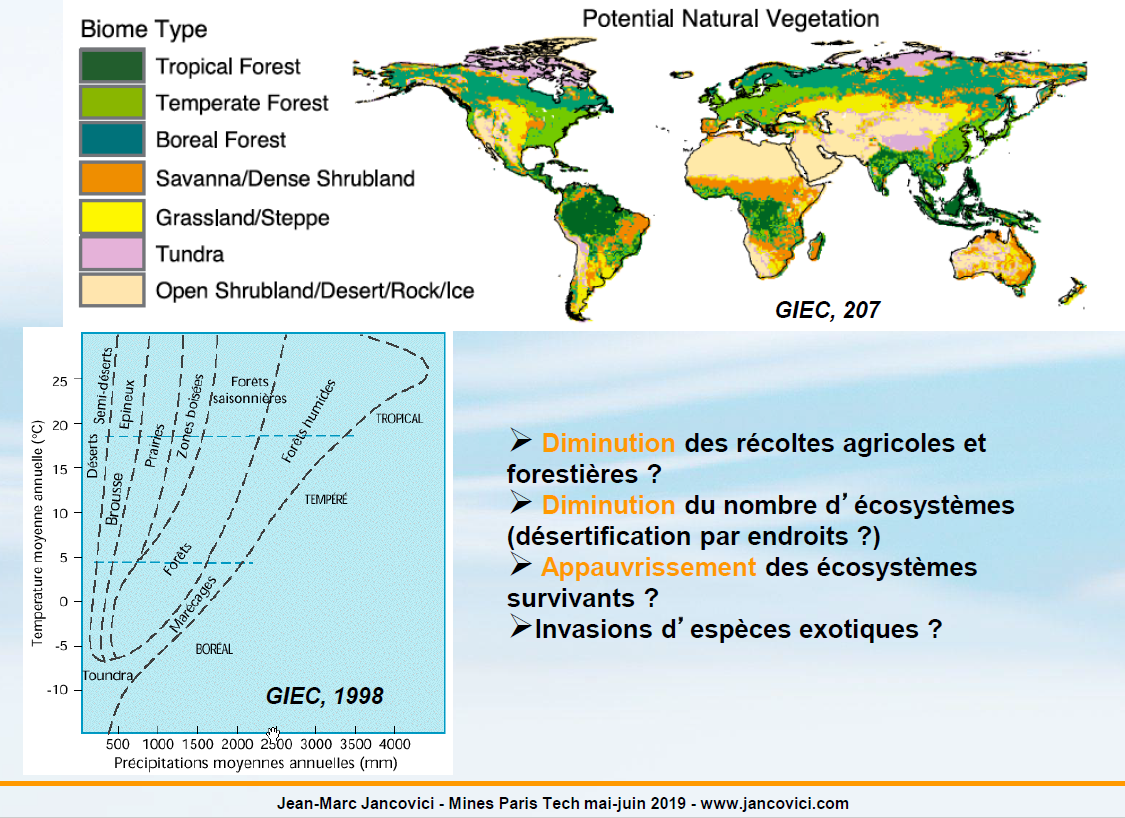 Potential Natural Vegetation
Biome Type
Tropical Forest
Temperate Forest
Boreal Forest
Savanna/Dense Shrubland
Grassland/Steppe
Tundra
Open Shrubland/Desert/Rock/Ice
GIEC, 207
Temperature moyenne annuelle (°C)
25
20
15
10
5
0
-5
-10
Déserts
Semi-déserts
Epineux
Brousse
Prairies
Zones boisées
Forêts
saisonnières
Forêts humides
TROPICAL
TEMPÉRÉ
Forêts
Marécages
BORÉAL
Toundra
GIEC, 1998
500 1000 1500 2000 2500 3000 3500 4000
Précipitations moyennes annuelles (mm)
➢ Diminution des récoltes agricoles et
forestières ?
➢ Diminution du nombre d’ écosystèmes
(désertification par endroits ?)
➢ Appauvrissement des écosystèmes
survivants ?
➢Invasions d’ espèces exotiques ?
Jean-Marc Jancovici - Mines Paris Tech mai-juin 2019 - www.jancovici.com